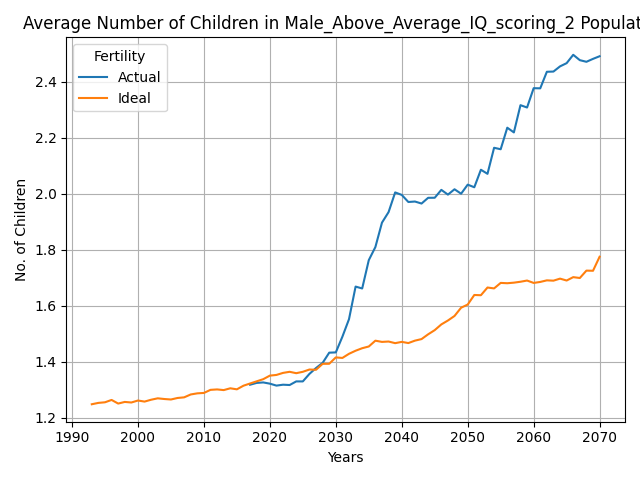 Average Number of Children in Male_Above_Average_IQ_scoring_2 Populat
Fertility
Actual
Ideal
No. of Children
2.4
2.2
2.0
1.8
1.6
1.4
1.2
1990 2000 2010 2020 2030 2040 2050 2060 2070
Years